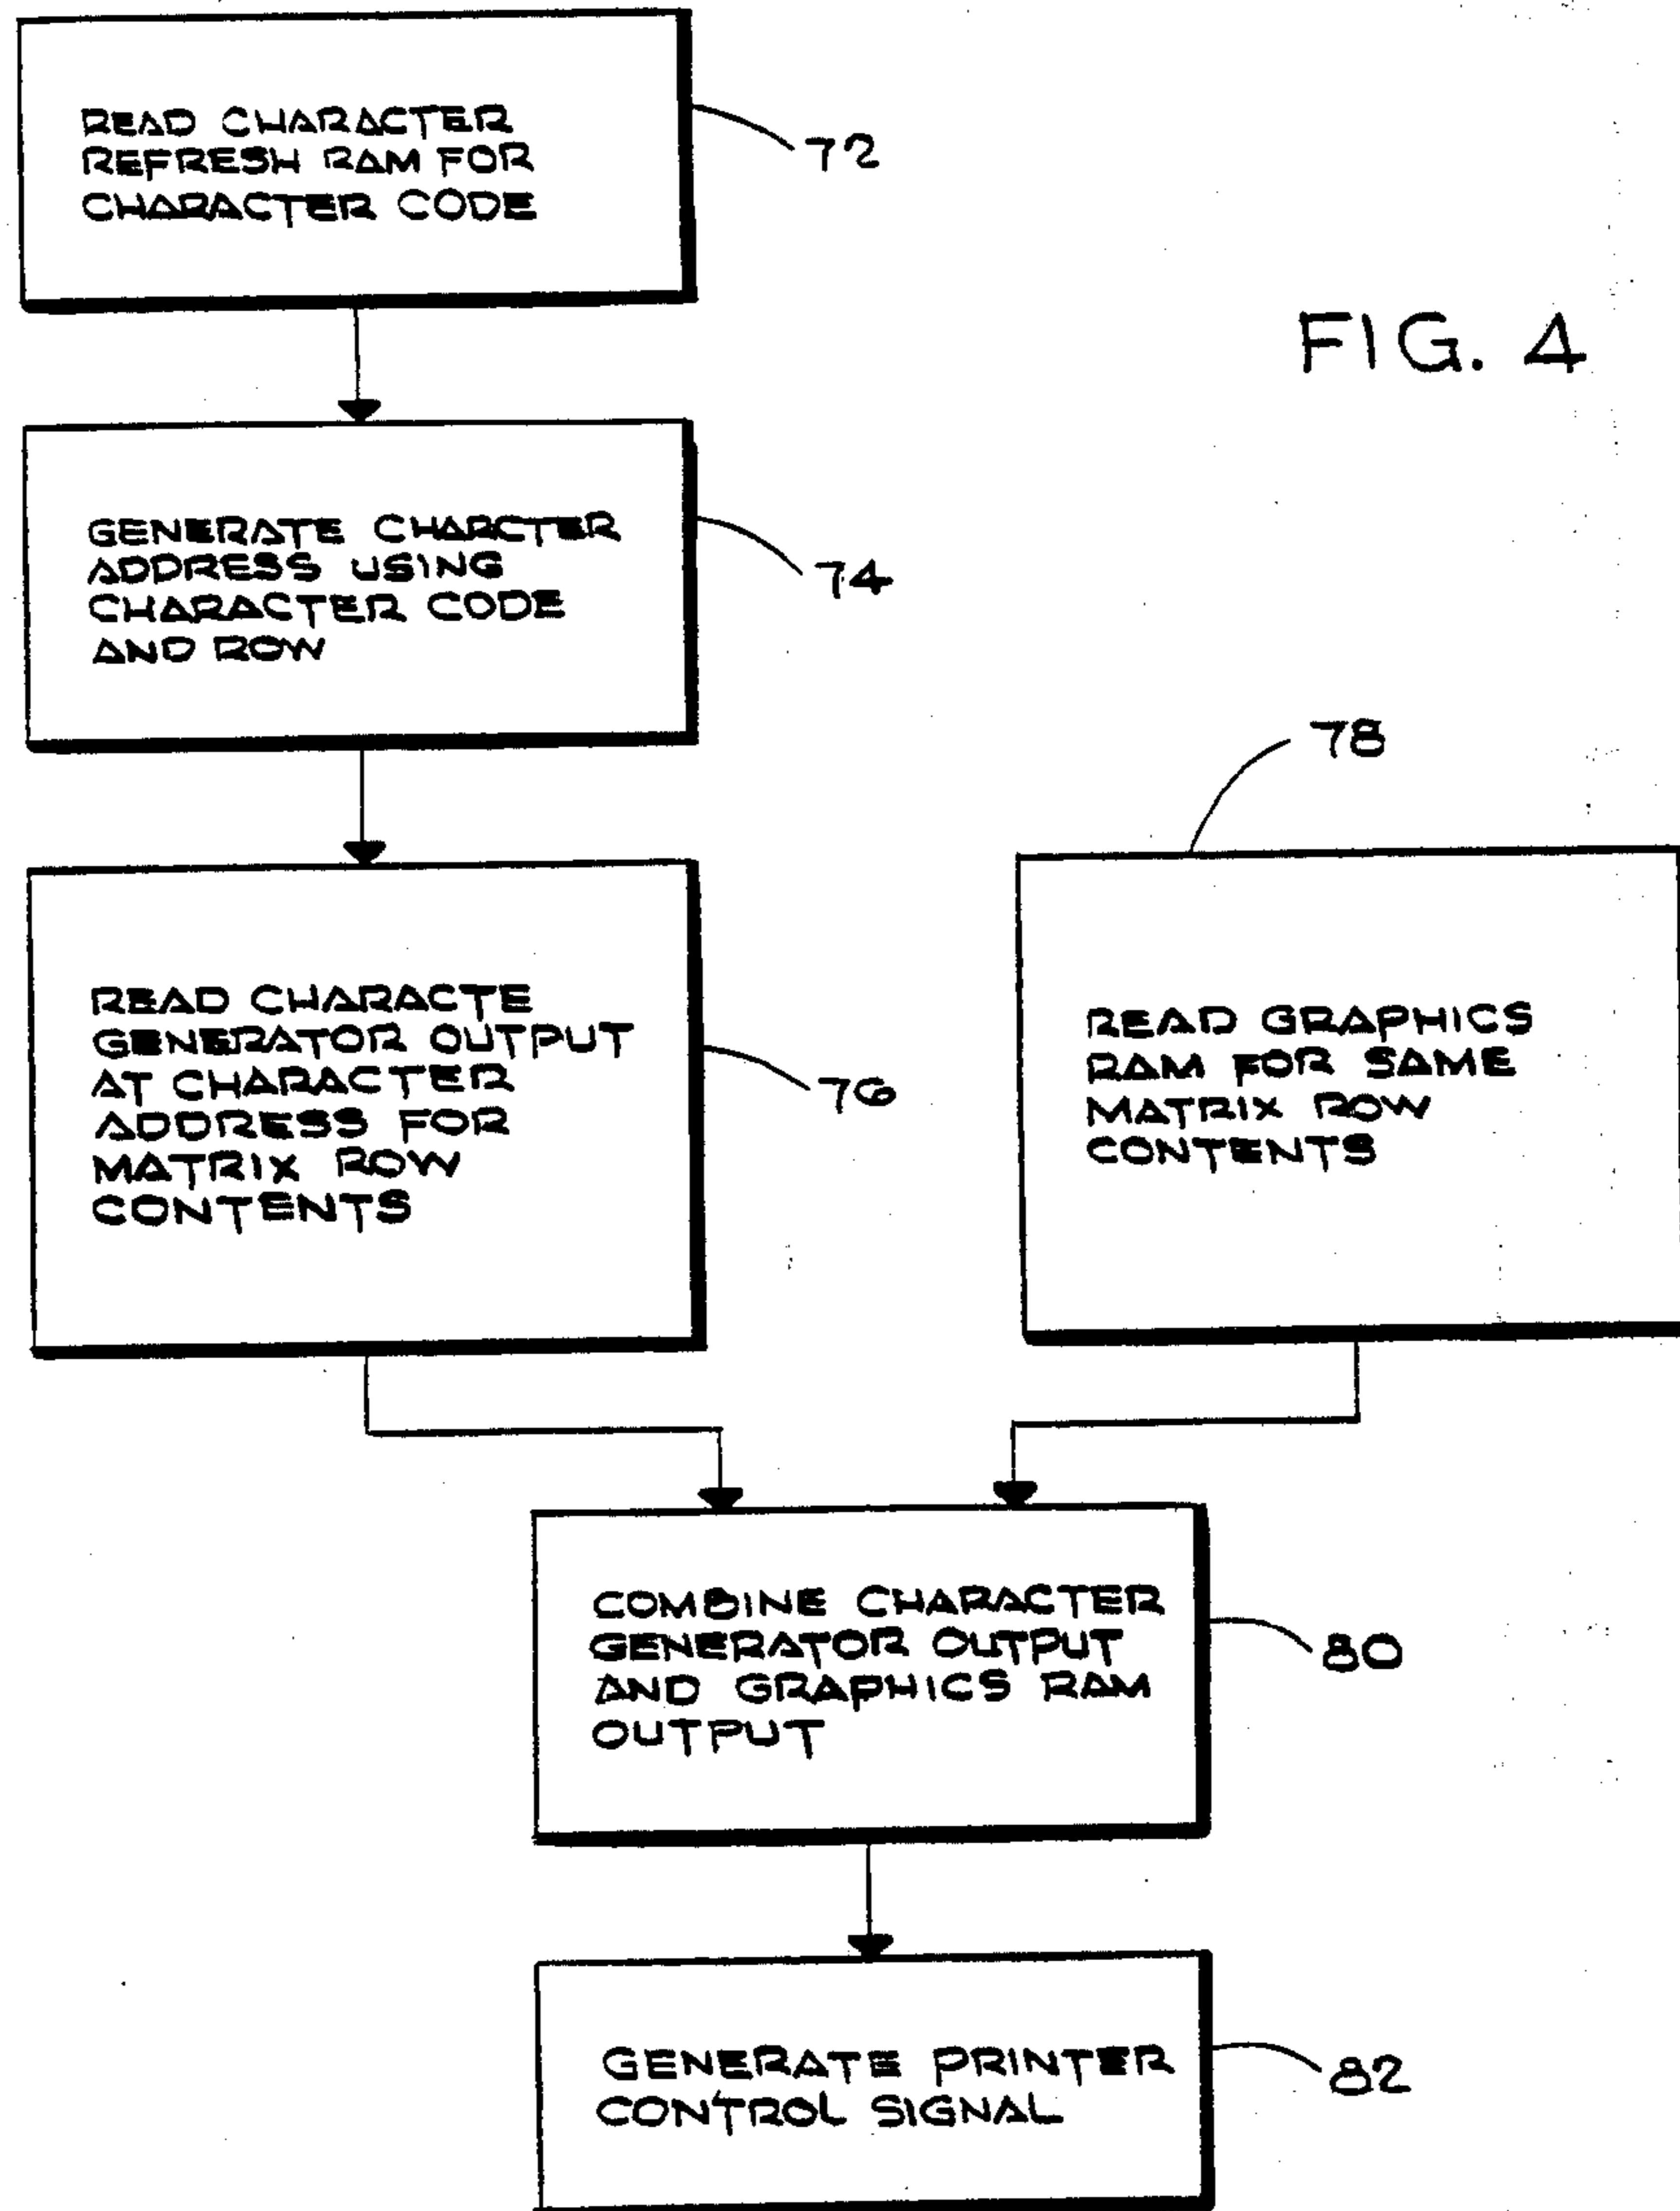 READ CHARACTER
REFRESH RAM FOR
CHARACTER CODE
72
FIG. 4
GENERATE CHARCTER
ADDRESS USING
CHARACTER CODE
AND ROW
74
78
READ CHARACTE
GENERATOR OUTPUT
AT CHARACTER
ADDRESS FOR
MATRIX ROW
CONTENTS
76
READ GRAPHICS
RAM FOR SAME
MATRIX ROW
CONTENTS
COMBINE CHARACTER
GENERATOR OUTPUT
AND GRAPHICS RAM
OUTPUT
80
GENERATE PRINTER
CONTROL SIGNAL
82